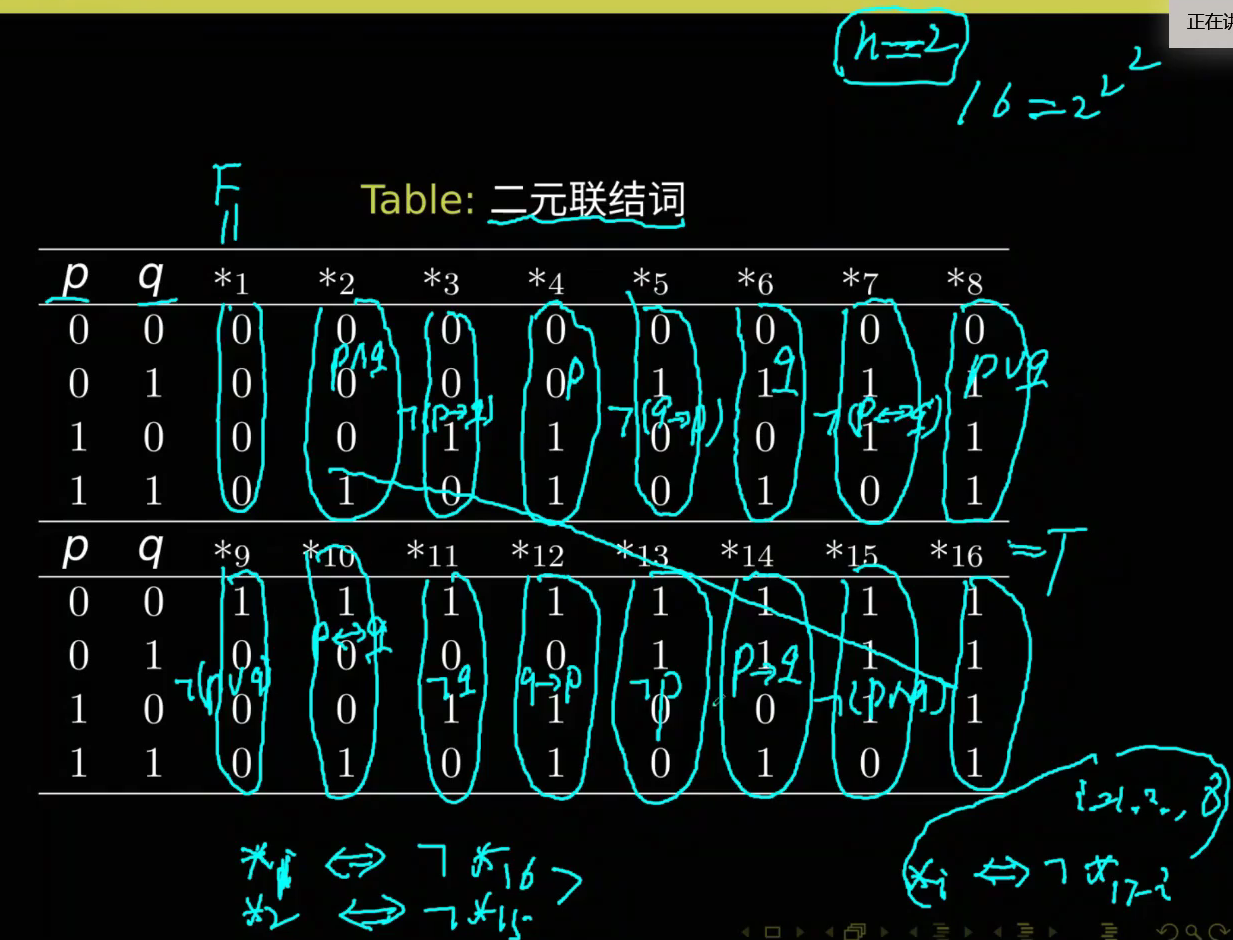 正在讲
n=2
16=2^2^2
F
||
Table: 二元联结词
p q *1 *2 *3 *4 *5 *6 *7 *8
0 0 0 0 0 0 0 0 0 0
0 1 0 0 0 0 1 1 1 1
1 0 0 0 1 1 0 0 1 1
1 1 0 1 0 1 0 1 0 1
p∧q ¬(p→q) p ¬(q→p) q ¬(p↔q) p∨q
p q *9 *10 *11 *12 *13 *14 *15 *16 =T
0 0 1 1 1 1 1 1 1 1
0 1 0 0 0 0 1 1 1 1
1 0 0 0 1 1 0 0 1 1
1 1 0 1 0 1 0 1 0 1
¬(p∨q) p↔q ¬q q→p ¬p p→q ¬(p∧q)
*1 ⇔ ¬*16
*2 ⇔ ¬*15
*i ⇔ ¬*17-i